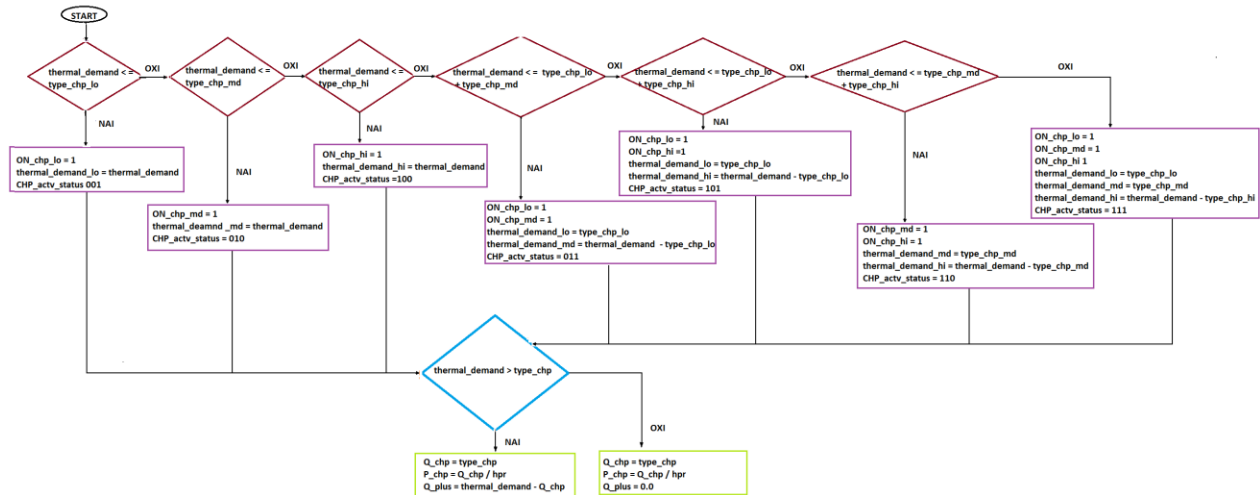 START
thermal_demand <=
type_chp_lo
OXI
thermal_demand <=
type_chp_md
OXI
thermal_demand <=
type_chp_hi
OXI
thermal_demand <= type_chp_lo
+ type_chp_md
OXI
thermal_demand <= type_chp_lo
+ type_chp_hi
OXI
thermal_demand <= type_chp_md
+ type_chp_hi
OXI
NAI
ON_chp_lo = 1
thermal_demand_lo = thermal_demand
CHP_actv_status 001
NAI
ON_chp_md = 1
thermal_deamnd _md = thermal_demand
CHP_actv_status = 010
NAI
ON_chp_hi = 1
thermal_demand_hi = thermal_demand
CHP_actv_status =100
NAI
ON_chp_lo = 1
ON_chp_md = 1
thermal_demand_lo = type_chp_lo
thermal_demand_md = thermal_demand - type_chp_lo
CHP_actv_status = 011
NAI
ON_chp_lo = 1
ON_chp_hi =1
thermal_demand_lo = type_chp_lo
thermal_demand_hi = thermal_demand - type_chp_lo
CHP_actv_status = 101
NAI
ON_chp_md = 1
ON_chp_hi = 1
thermal_demand_md = type_chp_md
thermal_demand_hi = thermal_demand - type_chp_md
CHP_actv_status = 110
ON_chp_lo = 1
ON_chp_md = 1
ON_chp_hi 1
thermal_demand_lo = type_chp_lo
thermal_demand_md = type_chp_md
thermal_demand_hi = thermal_demand - type_chp_hi
CHP_actv_status = 111
thermal_demand > type_chp
NAI
Q_chp = type_chp
P_chp = Q_chp / hpr
Q_plus = thermal_demand - Q_chp
OXI
Q_chp = type_chp
P_chp = Q_chp / hpr
Q_plus = 0.0